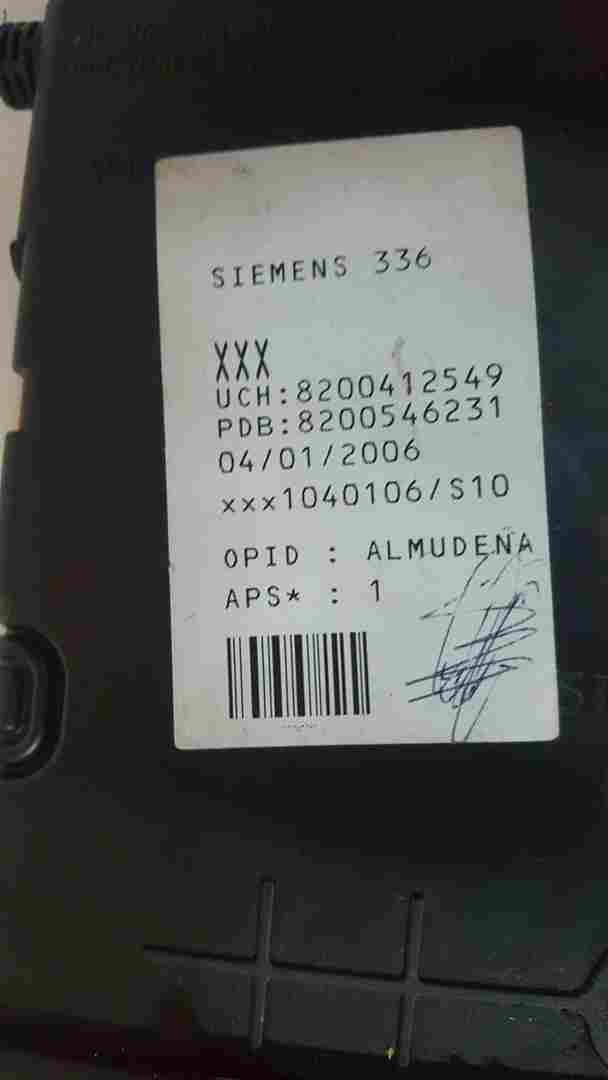 SIEMENS 336
XXX
UCH:8200412549
PDB:8200546231
04/01/2006
xxx1040106/S10
OPID : ALMUDENA
APS* : 1